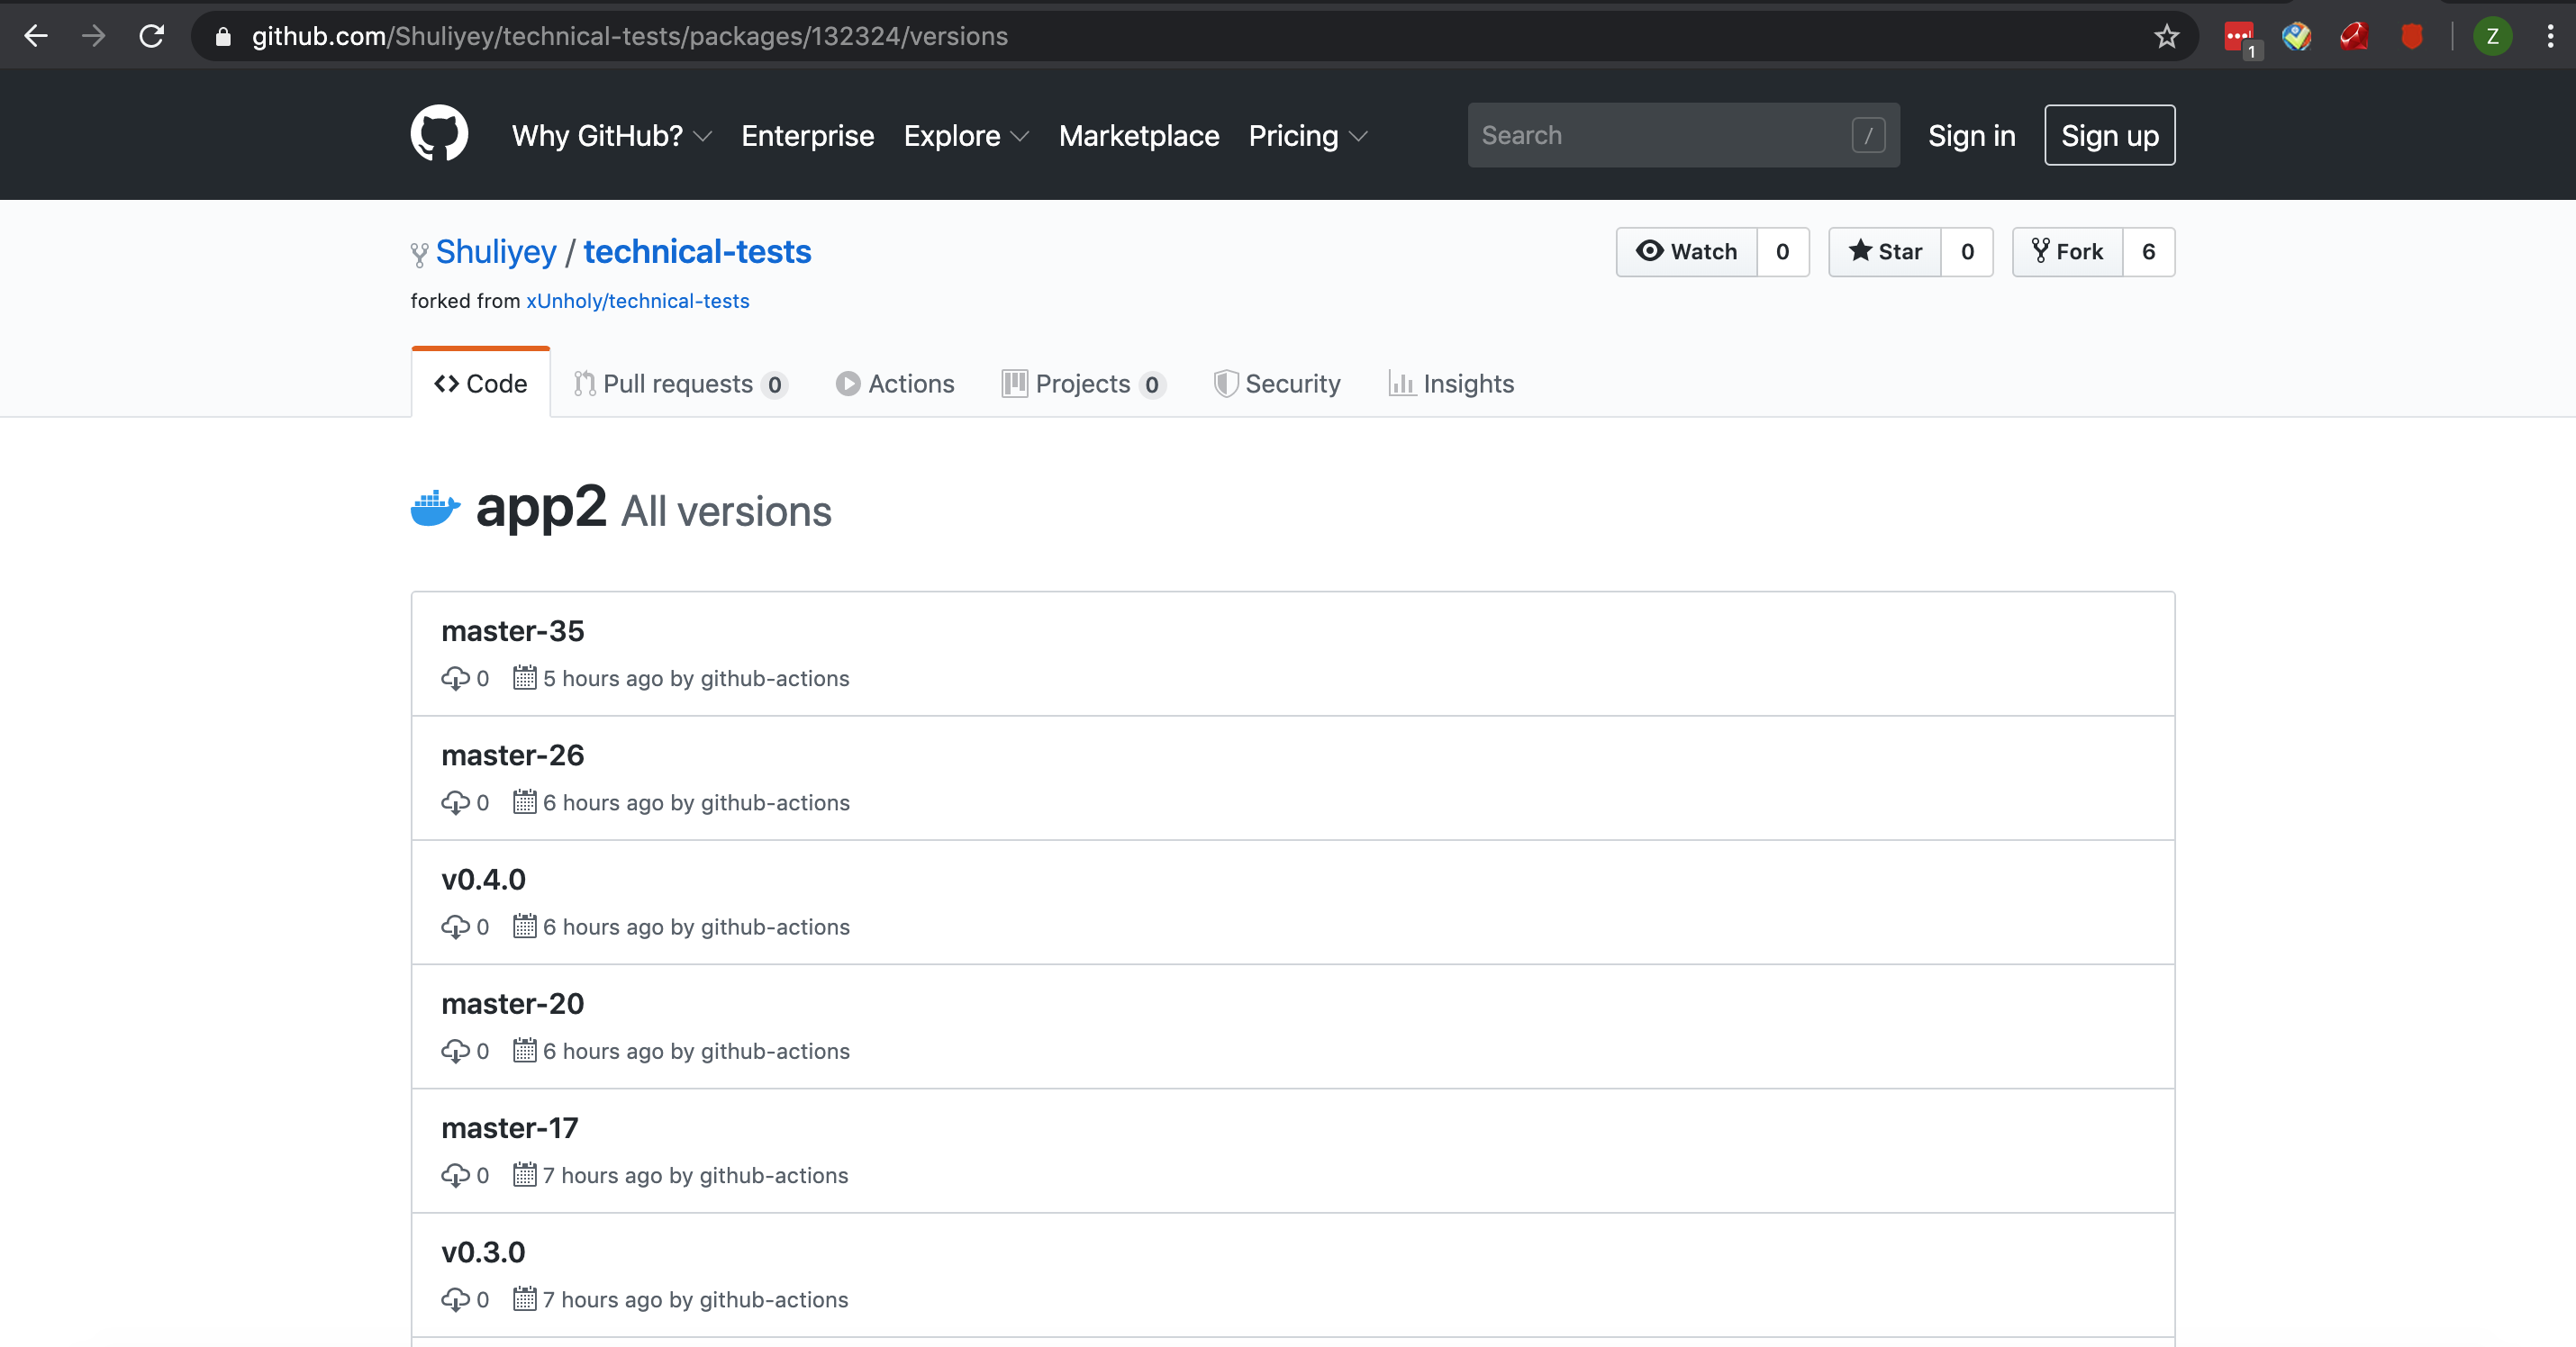 github.com/Shuliyey/technical-tests/packages/132324/versions
1
Z
Why GitHub? Enterprise Explore Marketplace Pricing Search / Sign in Sign up
Shuliyey / technical-tests Watch 0 Star 0 Fork 6
forked from xUnholy/technical-tests
Code Pull requests 0 Actions Projects 0 Security Insights
app2 All versions
master-35
0 5 hours ago by github-actions
master-26
0 6 hours ago by github-actions
v0.4.0
0 6 hours ago by github-actions
master-20
0 6 hours ago by github-actions
master-17
0 7 hours ago by github-actions
v0.3.0
0 7 hours ago by github-actions